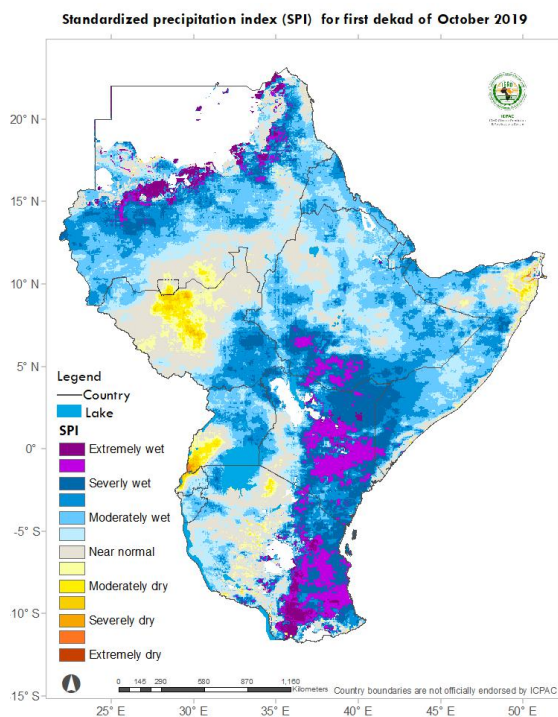 Standardized precipitation index (SPI) for first dekad of October 2019
ICPAC
20° N
15° N
10° N
5° N
0°
-5° S
10° S
15° S
Legend
Country
Lake
SPI
Extremely wet
Severly wet
Moderately wet
Near normal
Moderately dry
Severely dry
Extremely dry
0 145 290 580 870 1,160
Kilometers
Country boundaries are not officially endorsed by ICPAC
25° E 30° E 35° E 40° E 45° E 50° E